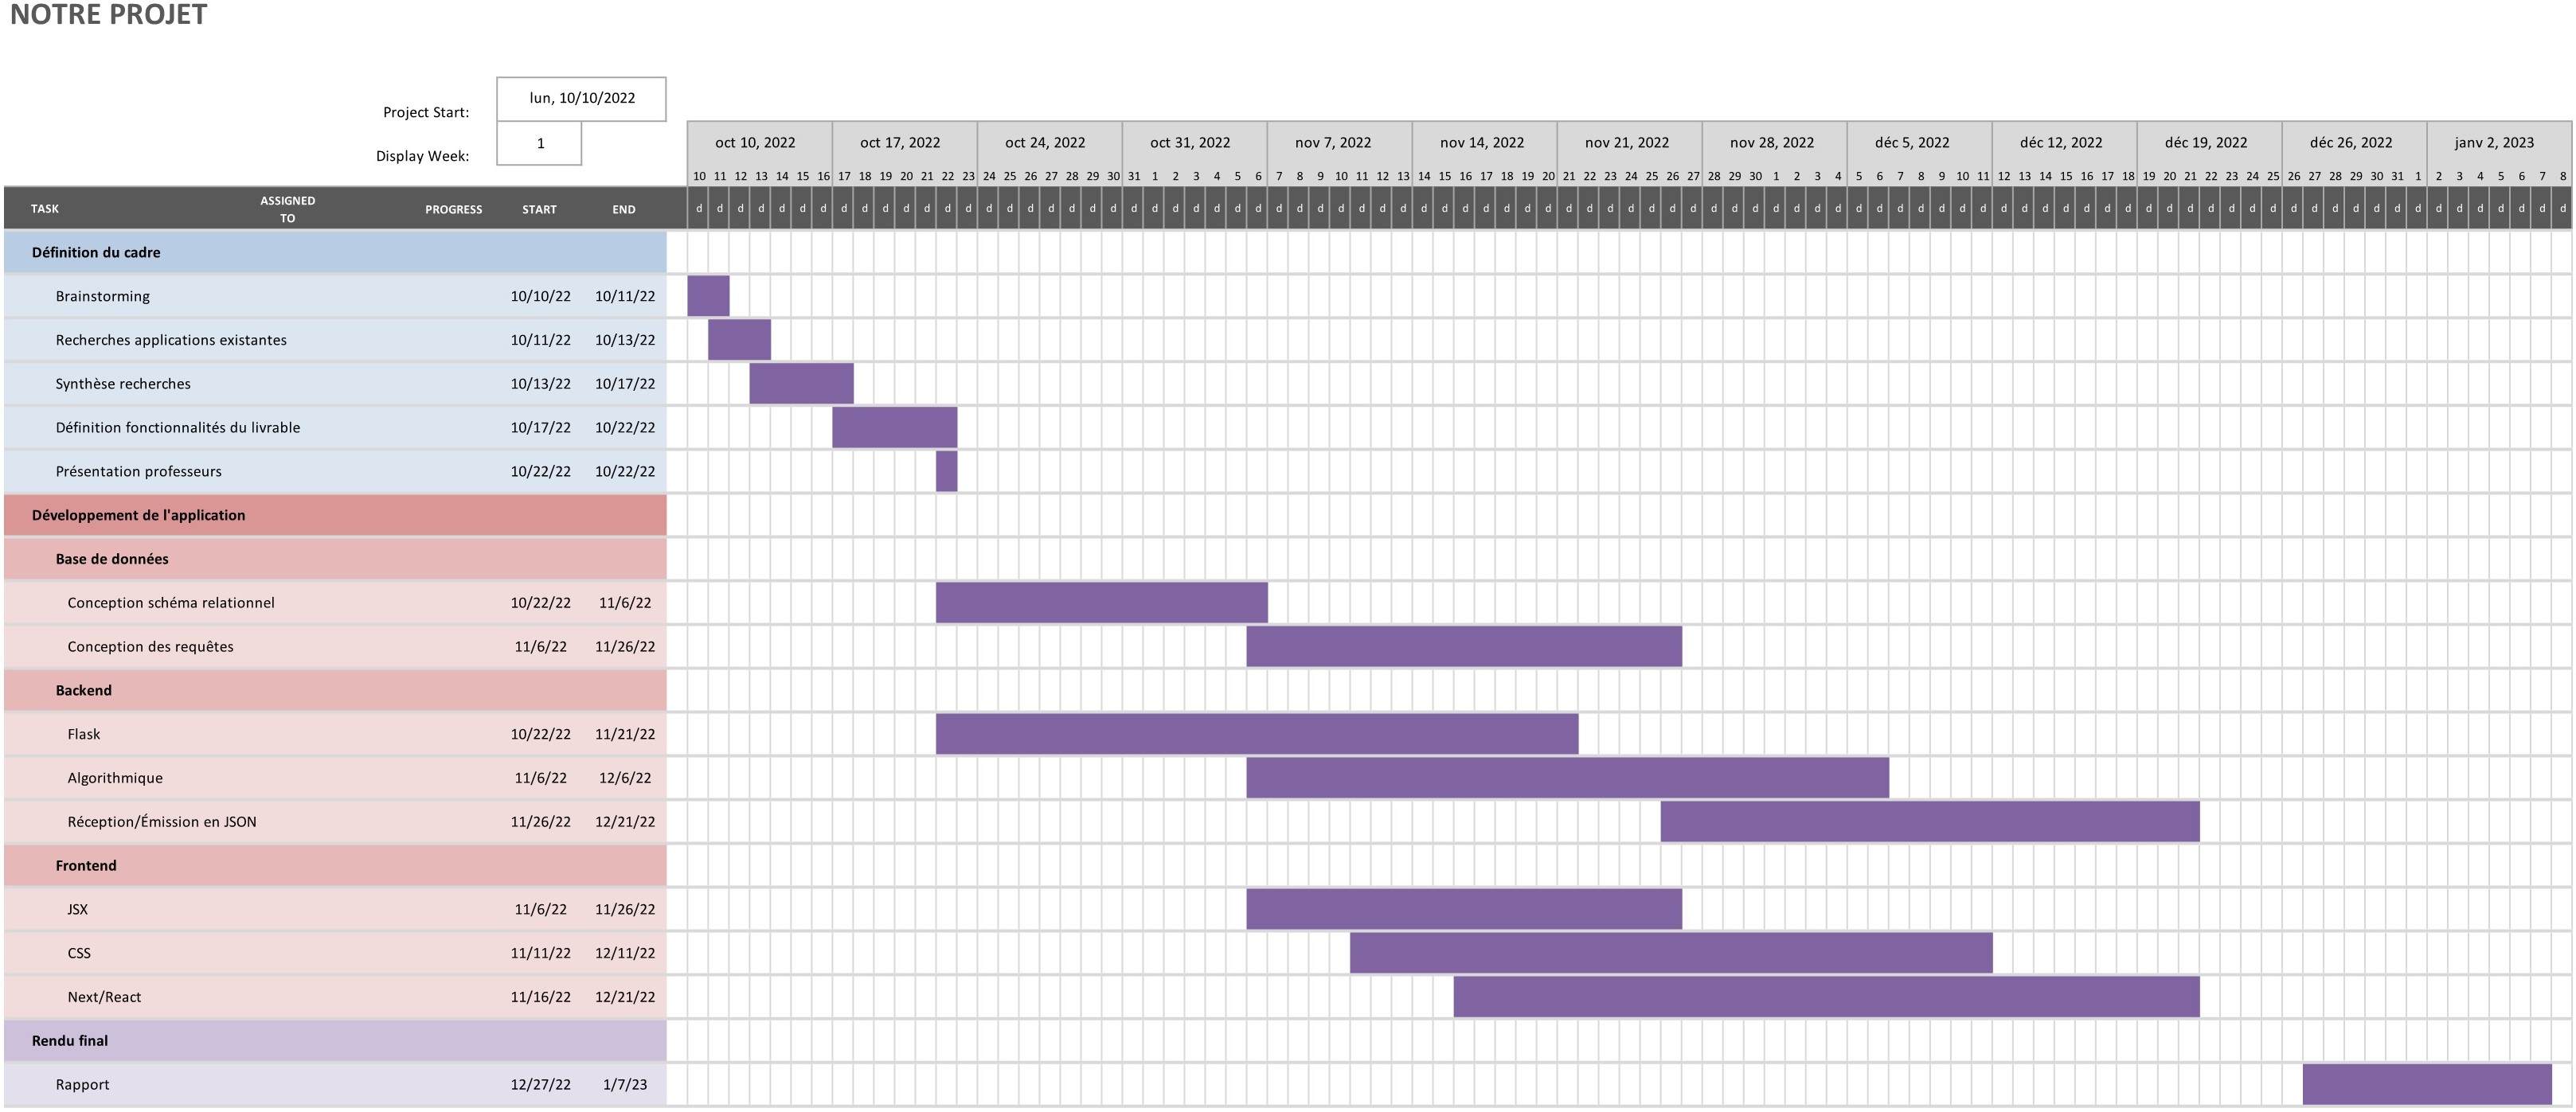 NOTRE PROJET
Project Start: lun, 10/10/2022
Display Week: 1
oct 10, 2022 oct 17, 2022 oct 24, 2022 oct 31, 2022 nov 7, 2022 nov 14, 2022 nov 21, 2022 nov 28, 2022 déc 5, 2022 déc 12, 2022 déc 19, 2022 déc 26, 2022 janv 2, 2023
10 11 12 13 14 15 16 17 18 19 20 21 22 23 24 25 26 27 28 29 30 31 1 2 3 4 5 6 7 8 9 10 11 12 13 14 15 16 17 18 19 20 21 22 23 24 25 26 27 28 29 30 1 2 3 4 5 6 7 8 9 10 11 12 13 14 15 16 17 18 19 20 21 22 23 24 25 26 27 28 29 30 31 1 2 3 4 5 6 7 8
TASK ASSIGNED TO PROGRESS START END d d d d d d d d d d d d d d d d d d d d d d d d d d d d d d d d d d d d d d d d d d d d d d d d d d d d d d d d d d d d d d d d d d d d d d d d d d d d d d d d d d d d d d d d d d d
Définition du cadre
Brainstorming 10/10/22 10/11/22
Recherches applications existantes 10/11/22 10/13/22
Synthèse recherches 10/13/22 10/17/22
Définition fonctionnalités du livrable 10/17/22 10/22/22
Présentation professeurs 10/22/22 10/22/22
Développement de l'application
Base de données
Conception schéma relationnel 10/22/22 11/6/22
Conception des requêtes 11/6/22 11/26/22
Backend
Flask 10/22/22 11/21/22
Algorithmique 11/6/22 12/6/22
Réception/Émission en JSON 11/26/22 12/21/22
Frontend
JSX 11/6/22 11/26/22
CSS 11/11/22 12/11/22
Next/React 11/16/22 12/21/22
Rendu final
Rapport 12/27/22 1/7/23